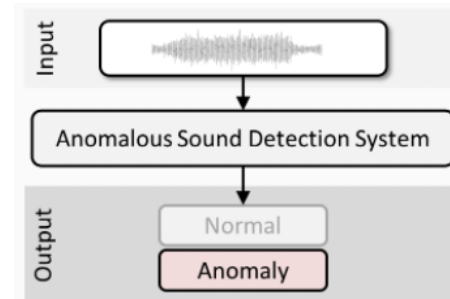 Input
Anomalous Sound Detection System
Output
Normal
Anomaly